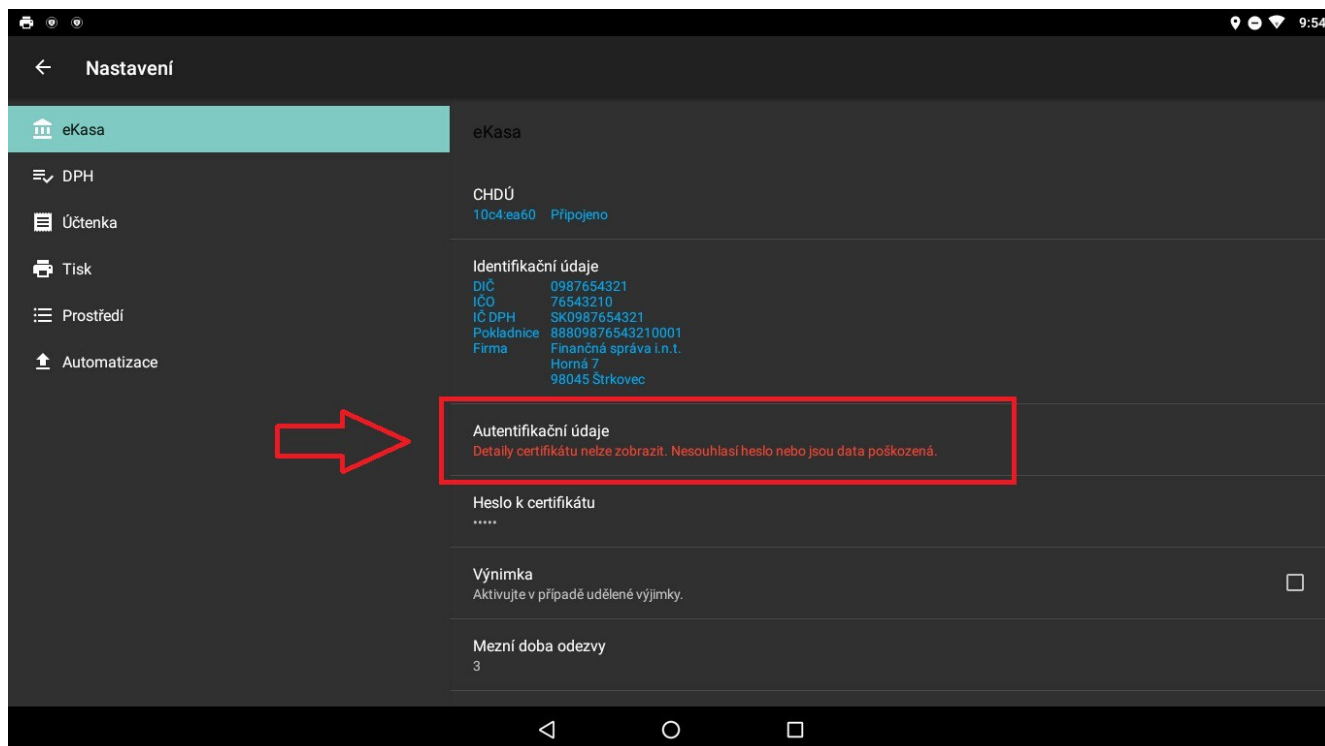 9:54
Nastavení
eKasa
DPH
Účtenka
Tisk
Prostředí
Automatizace
eKasa
CHDÚ
10c4:ea60 Připojeno
Identifikační údaje
DIČ 0987654321
IČO 76543210
IČ DPH SK0987654321
Pokladnice 88809876543210001
Firma Finančná správa i.n.t.
Horná 7
98045 Štrkovec
Autentifikační údaje
Detaily certifikátu nelze zobrazit. Nesouhlasí heslo nebo jsou data poškozená.
Heslo k certifikátu
•••••
Výnimka
Aktivujte v případě udělené výjimky.
Mezní doba odezvy
3